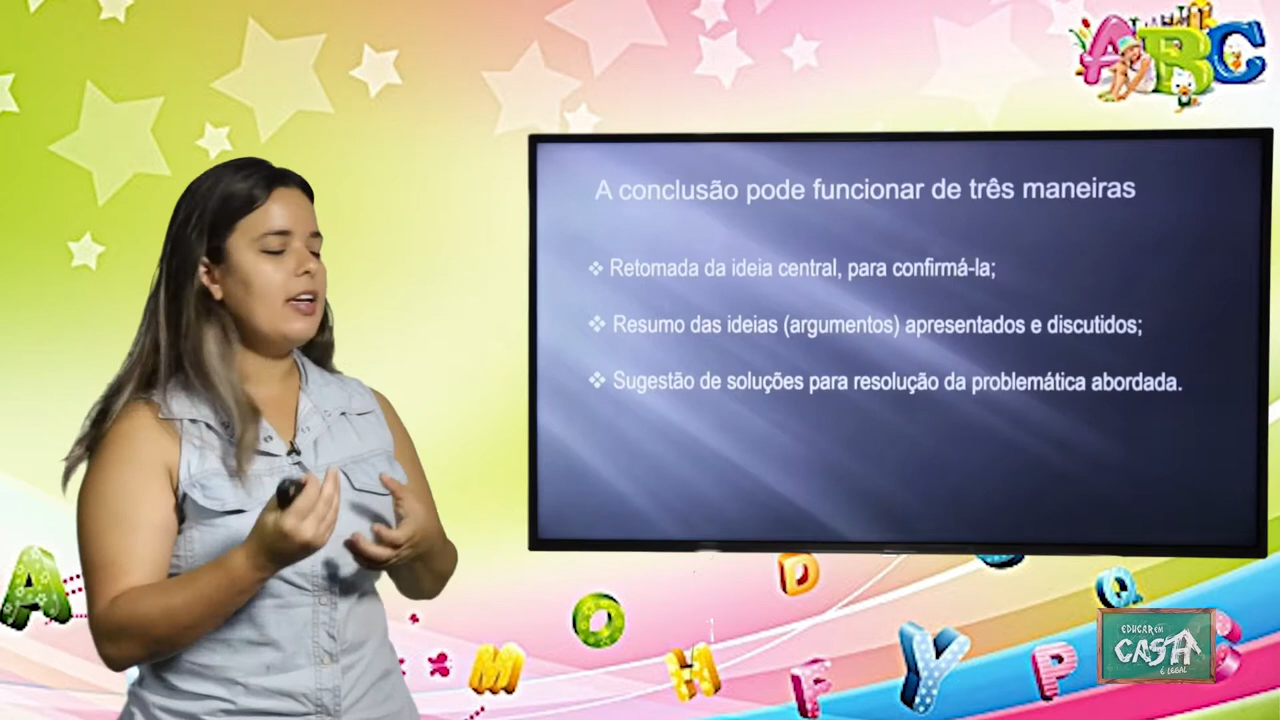 ABC
A conclusão pode funcionar de três maneiras
❖ Retomada da ideia central, para confirmá-la;
❖ Resumo das ideias (argumentos) apresentados e discutidos;
❖ Sugestão de soluções para resolução da problemática abordada.
A
O
D
Q
M
H
F
Y
P
EDUCAR EM
CASA
É LEGAL